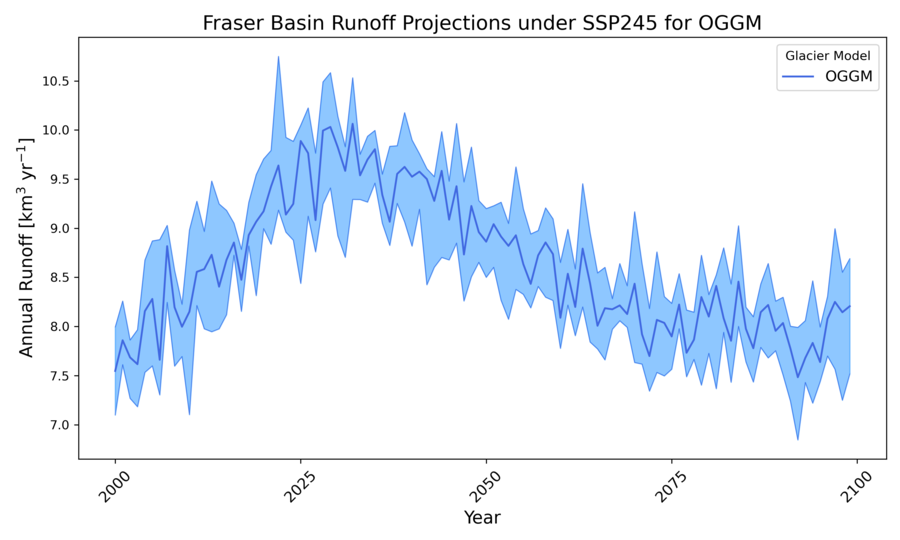 Fraser Basin Runoff Projections under SSP245 for OGGM
Glacier Model
OGGM
Annual Runoff [km³ yr⁻¹]
10.5
10.0
9.5
9.0
8.5
8.0
7.5
7.0
2000
2025
2050
2075
2100
Year